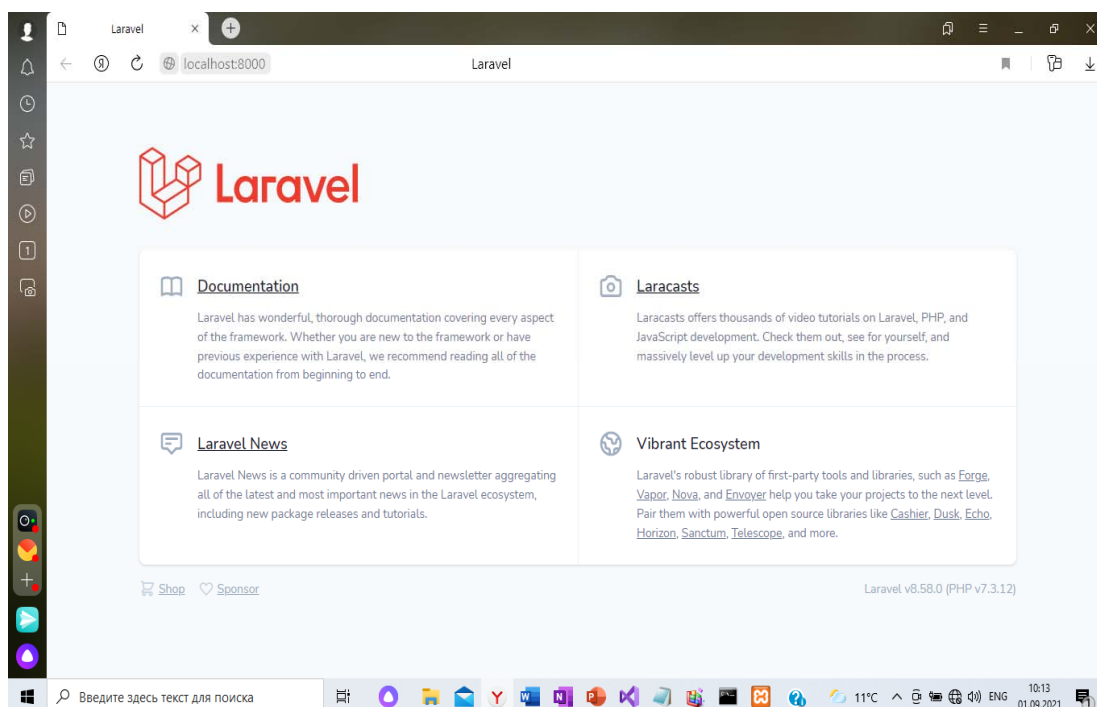 Laravel
localhost:8000
Laravel
Laravel
Documentation
Laravel has wonderful, thorough documentation covering every aspect
of the framework. Whether you are new to the framework or have
previous experience with Laravel, we recommend reading all of the
documentation from beginning to end.
Laracasts
Laracasts offers thousands of video tutorials on Laravel, PHP, and
JavaScript development. Check them out, see for yourself, and
massively level up your development skills in the process.
Laravel News
Laravel News is a community driven portal and newsletter aggregating
all of the latest and most important news in the Laravel ecosystem,
including new package releases and tutorials.
Vibrant Ecosystem
Laravel's robust library of first-party tools and libraries, such as Forge,
Vapor, Nova, and Envoyer help you take your projects to the next level.
Pair them with powerful open source libraries like Cashier, Dusk, Echo,
Horizon, Sanctum, Telescope, and more.
Shop Sponsor
Laravel v8.58.0 (PHP v7.3.12)
Введите здесь текст для поиска
11°C
ENG
10:13
01.09.2021